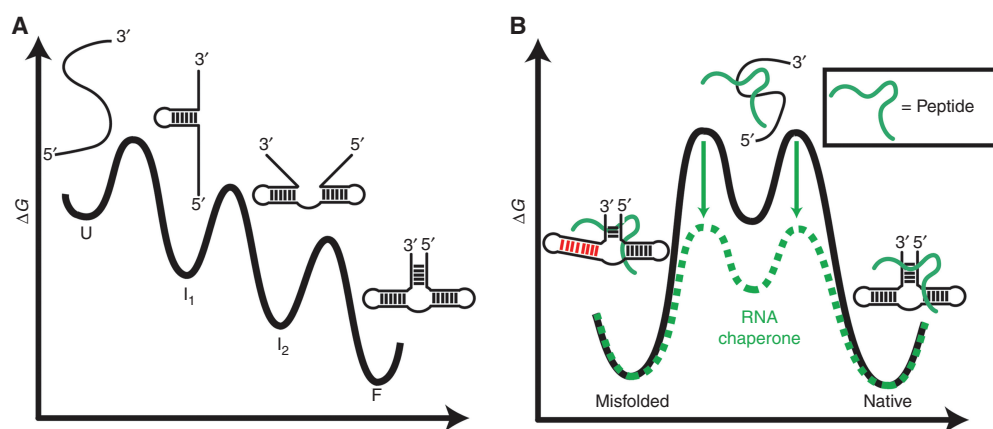 A
ΔG
3′
5′
U
3′
5′
I1
3′
5′
I2
3′ 5′
F
B
ΔG
3′
5′
= Peptide
3′ 5′
3′ 5′
RNA
chaperone
Misfolded
Native